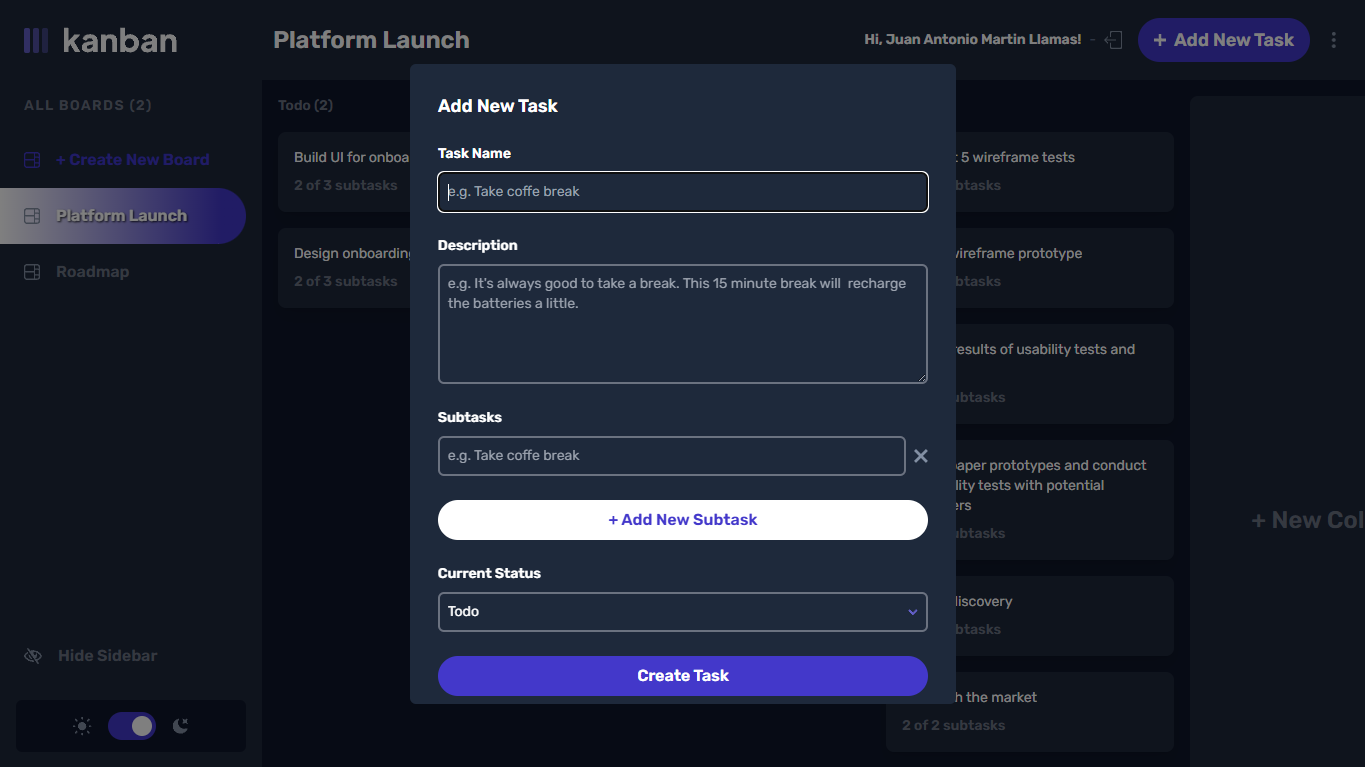 kanban
Platform Launch
Hi, Juan Antonio Martin Llamas! -
+ Add New Task
ALL BOARDS (2)
+ Create New Board
Platform Launch
Roadmap
Hide Sidebar
Todo (2)
Build UI for onboa
2 of 3 subtasks
Design onboarding
2 of 3 subtasks
Add New Task
Task Name
e.g. Take coffe break
Description
e.g. It's always good to take a break. This 15 minute break will recharge
the batteries a little.
Subtasks
e.g. Take coffe break
+ Add New Subtask
Current Status
Todo
Create Task
5 wireframe tests
btasks
wireframe prototype
btasks
results of usability tests and
ubtasks
paper prototypes and conduct
lity tests with potential
ers
ubtasks
discovery
btasks
h the market
2 of 2 subtasks
+ New Col